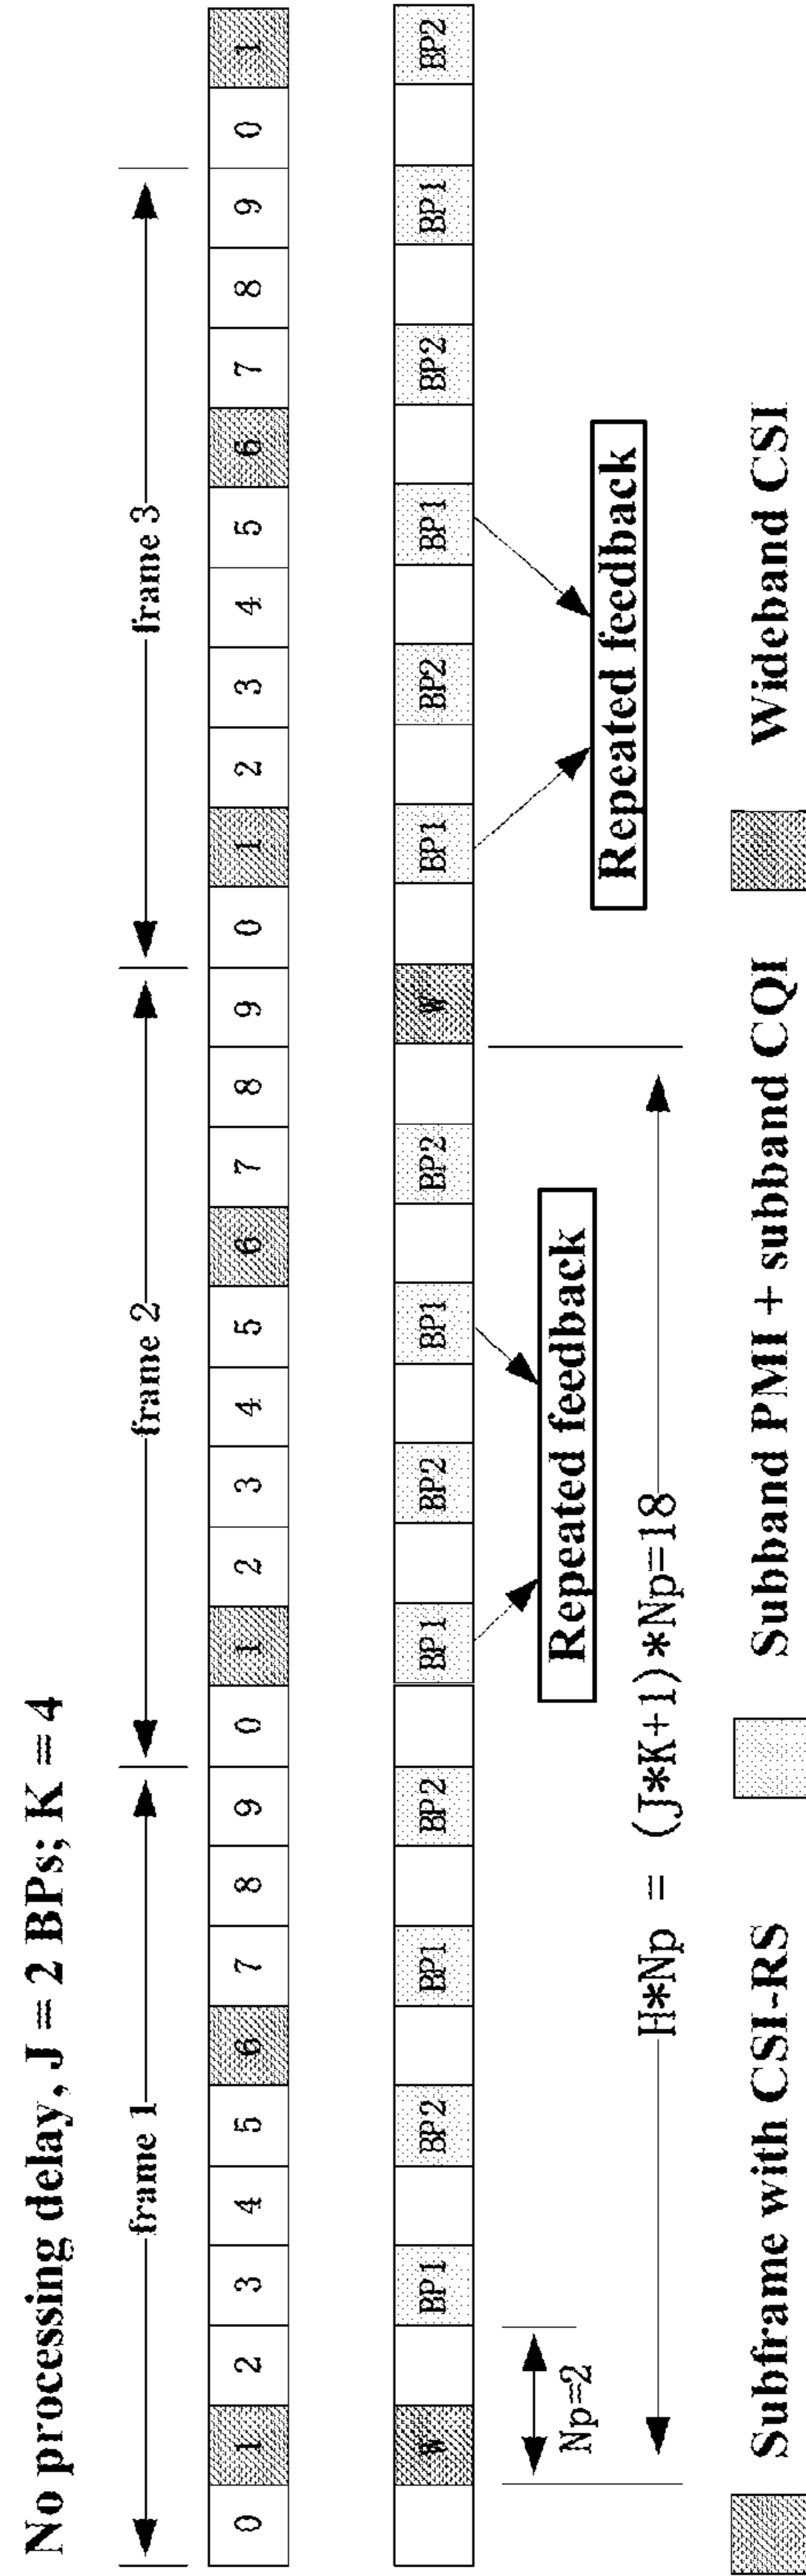 No processing delay, J = 2 BPs; K = 4
frame 1 frame 2 frame 3
0 1 2 3 4 5 6 7 8 9 0 1 2 3 4 5 6 7 8 9 0 1 2 3 4 5 6 7 8 9 0 1
W BP1 BP2 BP1 BP2 BP1 BP2 BP1 BP2 W BP1 BP2 BP1 BP2 BP1 BP2
Np=2
Repeated feedback
Repeated feedback
H*Np = (J*K+1)*Np=18
Subframe with CSI-RS
Subband PMI + subband CQI
Wideband CSI